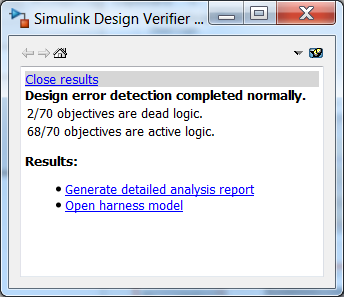 Simulink Design Verifier ...
Close results
Design error detection completed normally.
2/70 objectives are dead logic.
68/70 objectives are active logic.
Results:
• Generate detailed analysis report
• Open harness model